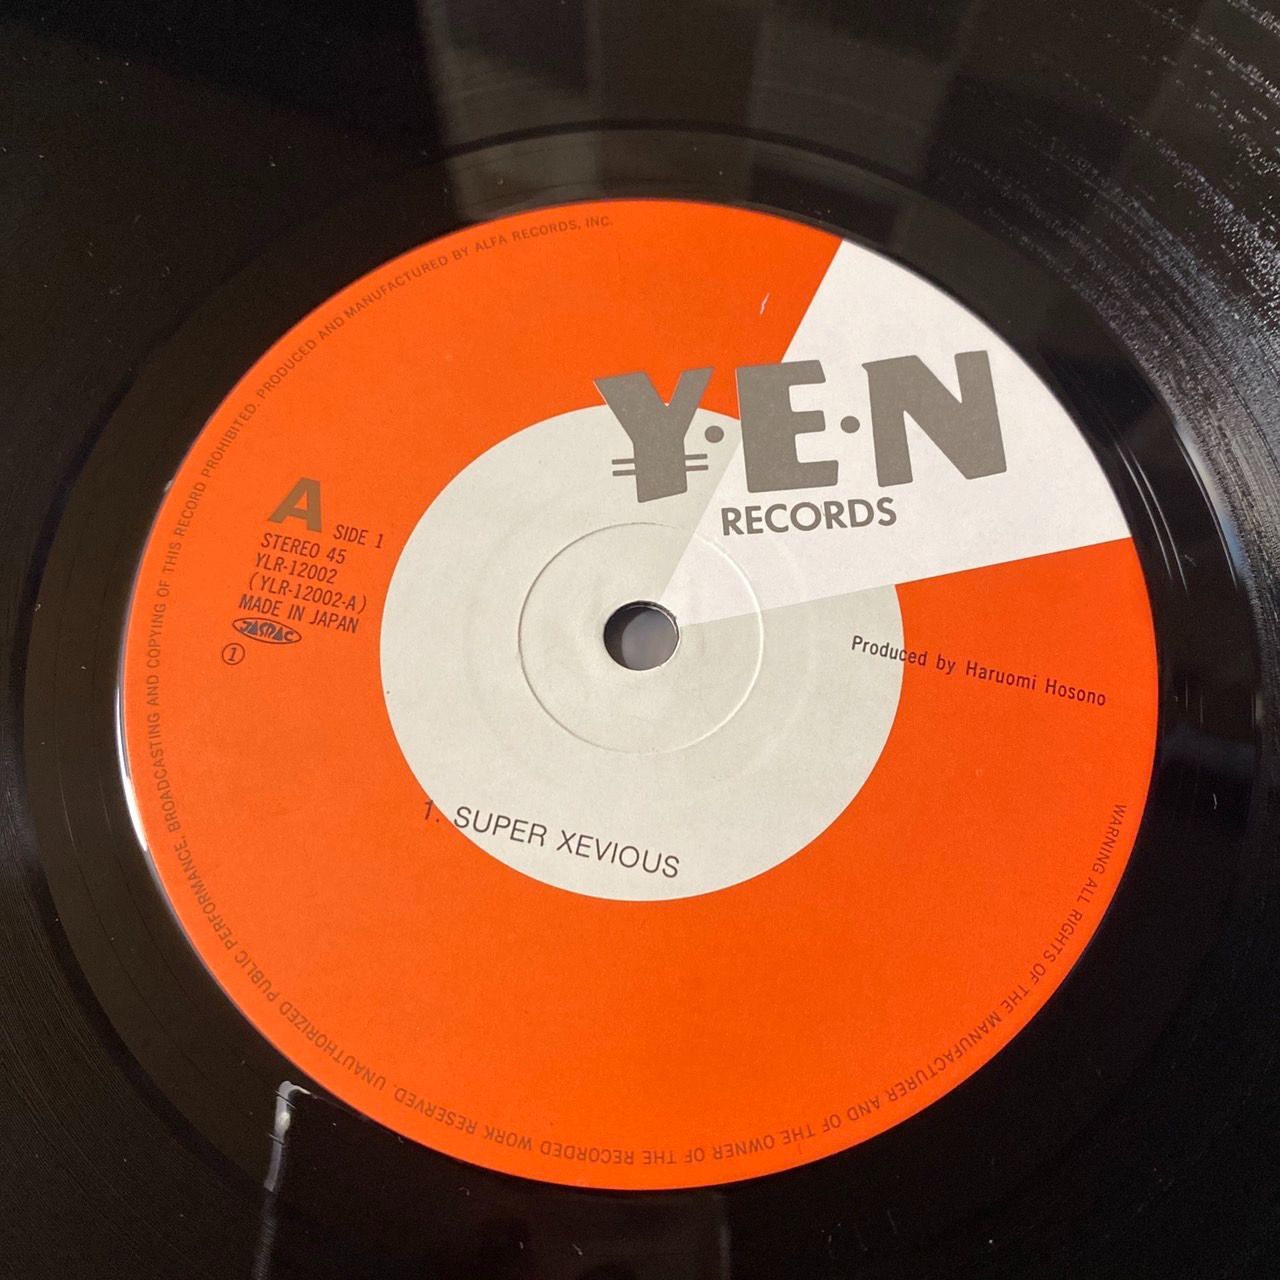 Y·E·N
RECORDS
A SIDE 1
STEREO 45
YLR-12002
(YLR-12002-A)
MADE IN JAPAN
JASRAC
①
Produced by Haruomi Hosono
1. SUPER XEVIOUS
WARNING ALL RIGHTS OF THE MANUFACTURER AND OF THE OWNER OF THE RECORDED WORK RESERVED. UNAUTHORIZED PUBLIC PERFORMANCE, BROADCASTING AND COPYING OF THIS RECORD PROHIBITED. PRODUCED AND MANUFACTURED BY ALFA RECORDS, INC.